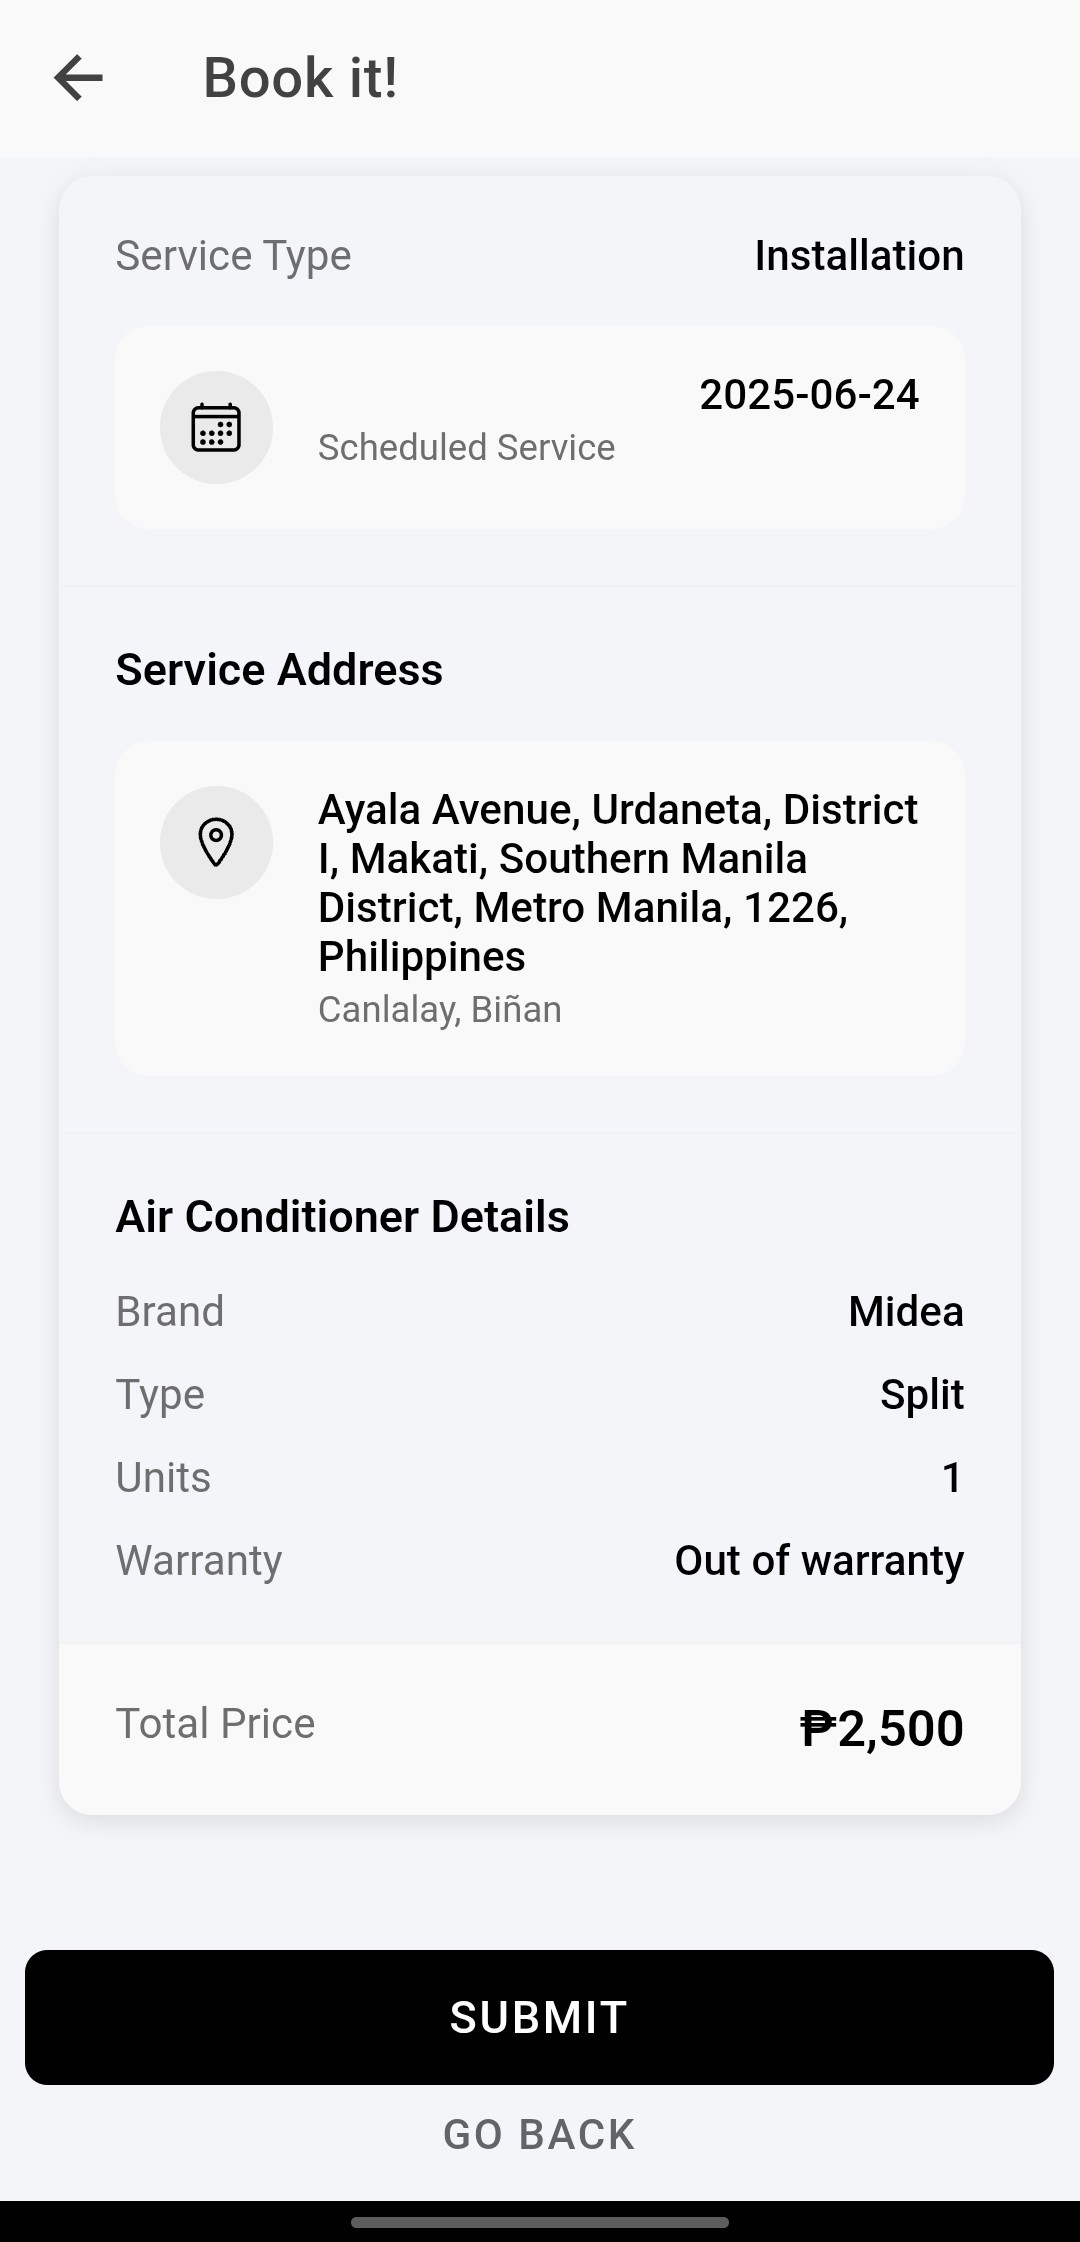 Book it!
Service Type Installation
2025-06-24
Scheduled Service
Service Address
Ayala Avenue, Urdaneta, District
I, Makati, Southern Manila
District, Metro Manila, 1226,
Philippines
Canlalay, Biñan
Air Conditioner Details
Brand Midea
Type Split
Units 1
Warranty Out of warranty
Total Price ₱2,500
SUBMIT
GO BACK